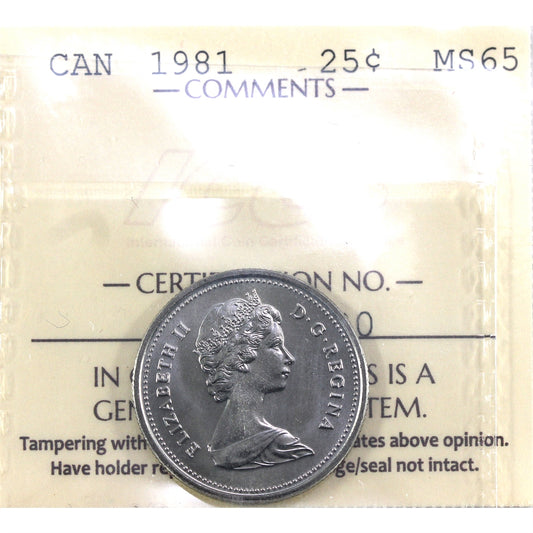 CAN 1981 25¢ MS65
— COMMENTS —
— CERTI ON NO. —
0
IN S IS A
GEN TEM.
Tampering with ates above opinion.
Have holder re ge/seal not intact.
ELIZABETH II D·G·REGINA